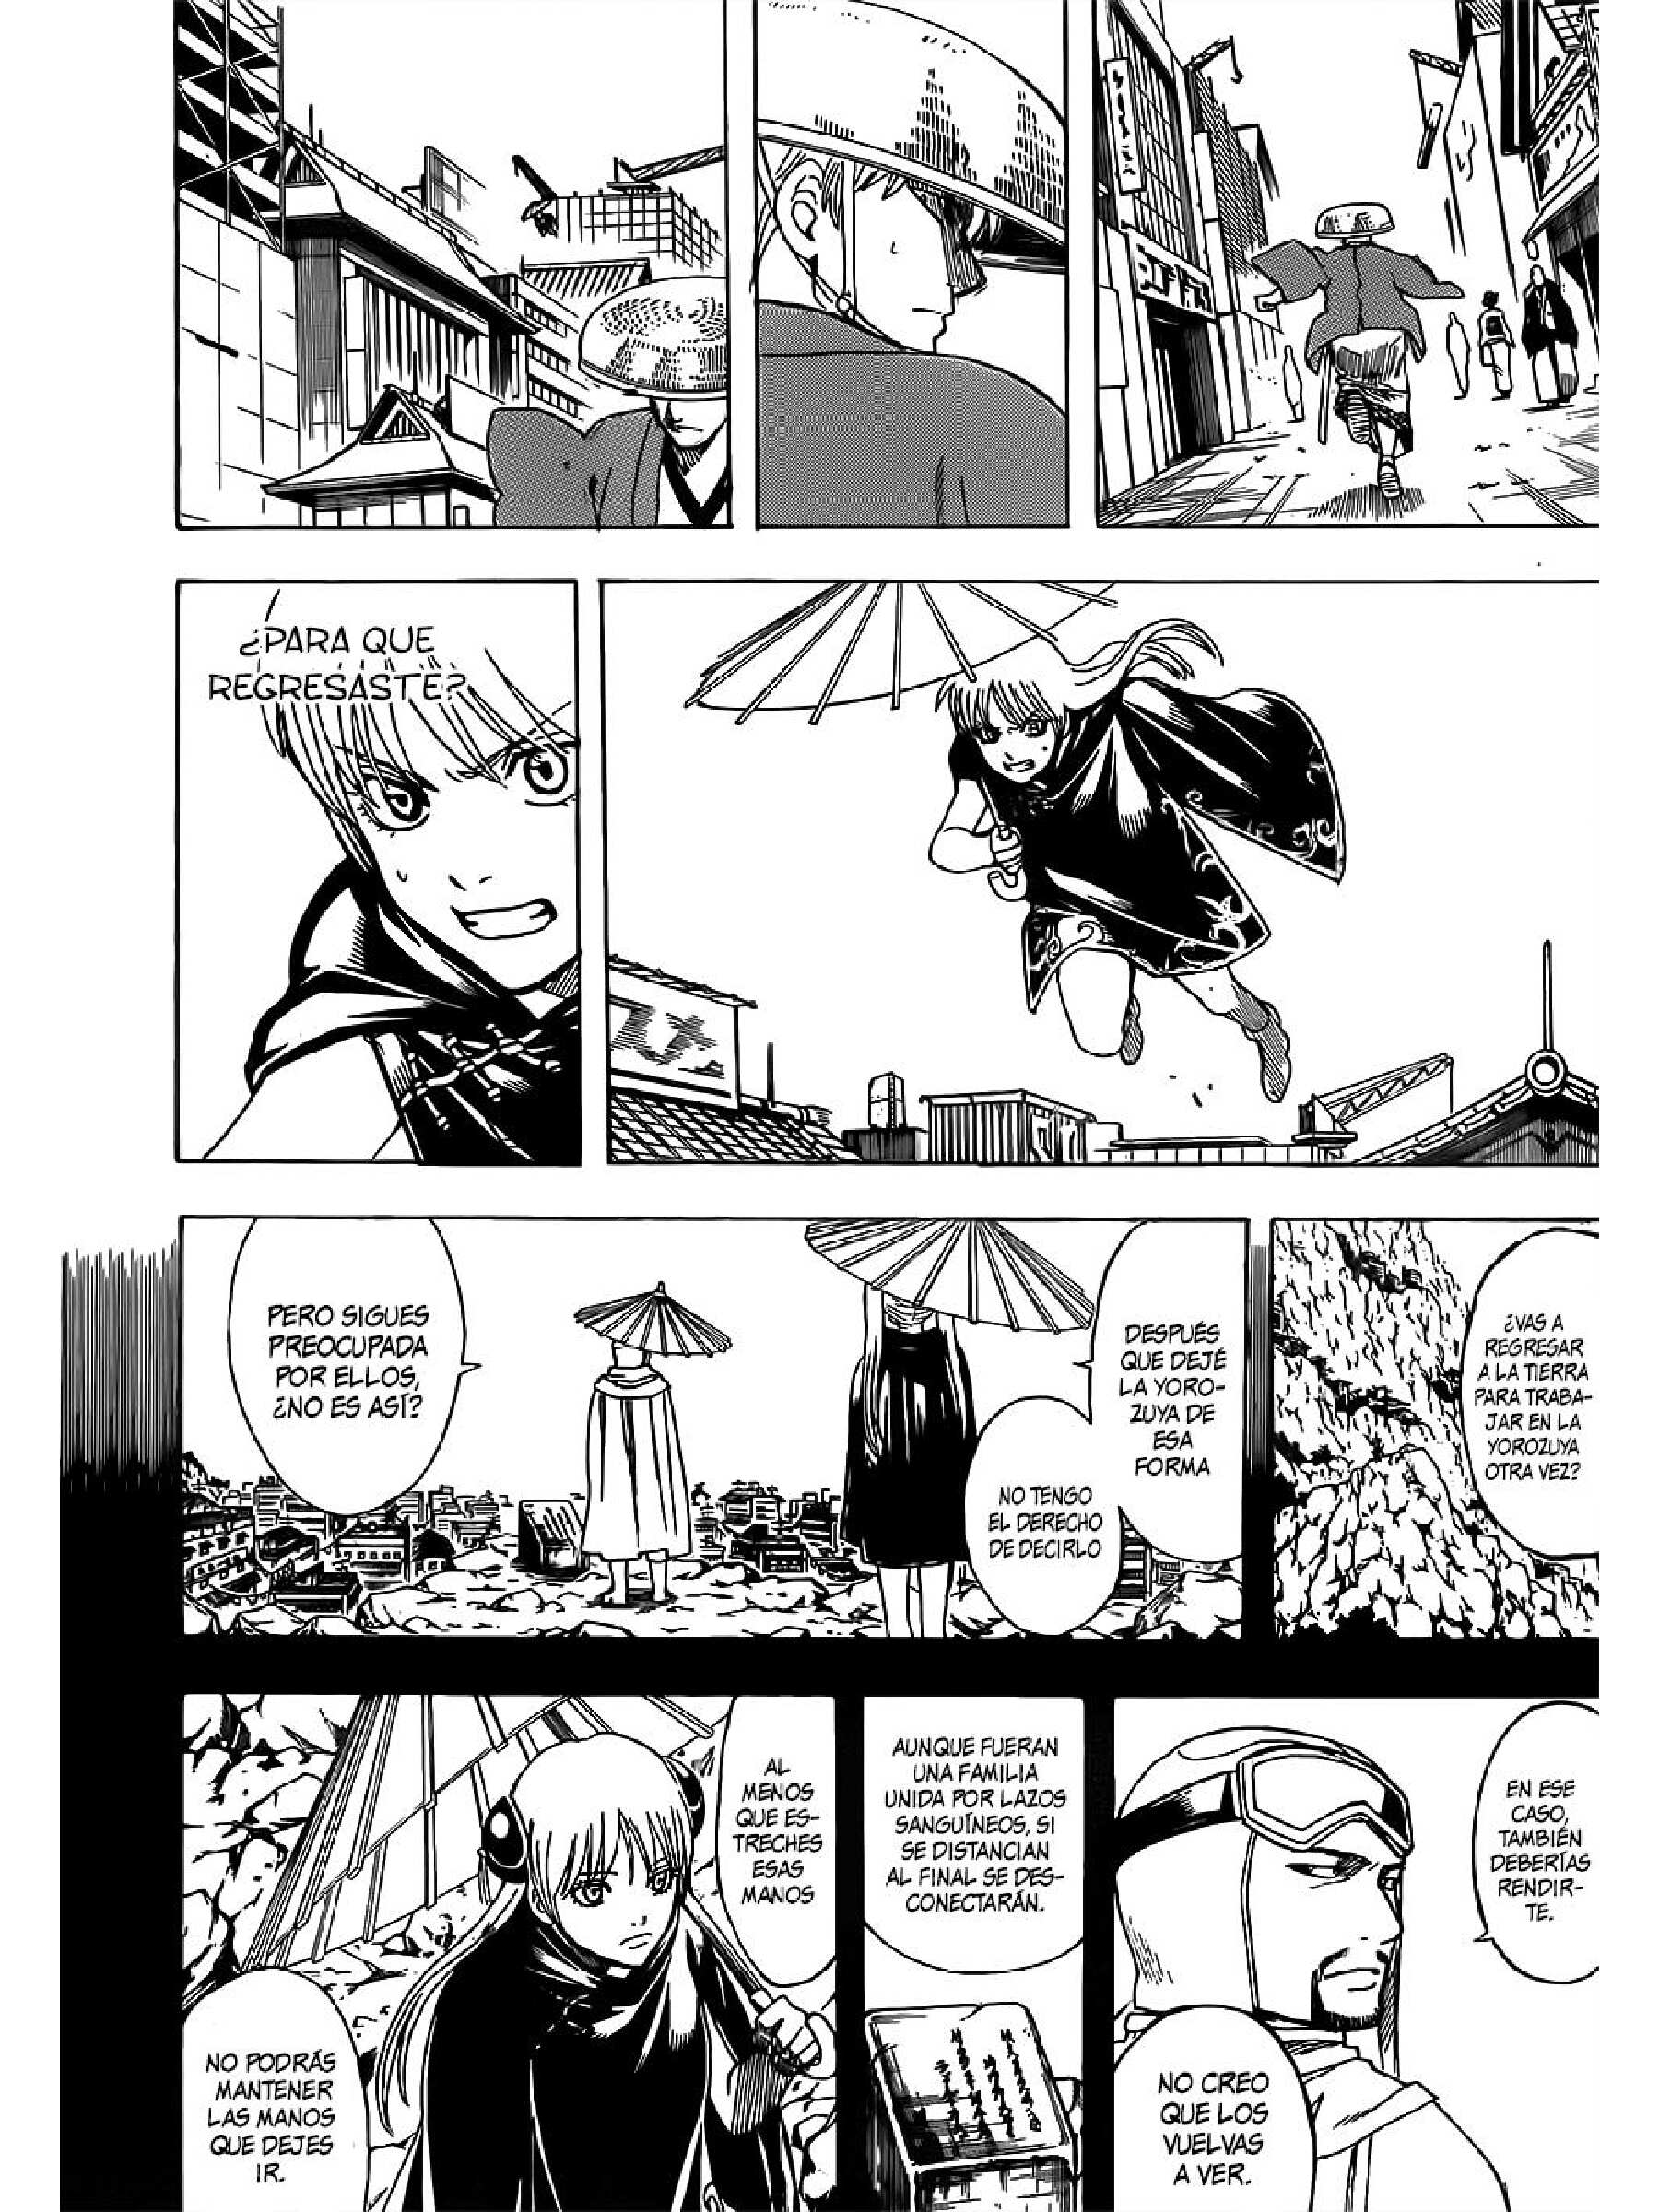 ¿PARA QUE
REGRESASTE?
¿VAS A
REGRESAR
A LA TIERRA
PARA TRABA-
JAR EN LA
YOROZUYA
OTRA VEZ?
DESPUÉS
QUE DEJÉ
LA YORO-
ZUYA DE
ESA
FORMA
NO TENGO
EL DERECHO
DE DECIRLO
PERO SIGUES
PREOCUPADA
POR ELLOS,
¿NO ES ASÍ?
EN ESE
CASO,
TAMBIÉN
DEBERÍAS
RENDIR-
TE.
NO CREO
QUE LOS
VUELVAS
A VER.
AUNQUE FUERAN
UNA FAMILIA
UNIDA POR LAZOS
SANGUÍNEOS, SI
SE DISTANCIAN
AL FINAL SE DES-
CONECTARÁN.
AL
MENOS
QUE ES-
TRECHES
ESAS
MANOS
NO PODRÁS
MANTENER
LAS MANOS
QUE DEJES
IR.